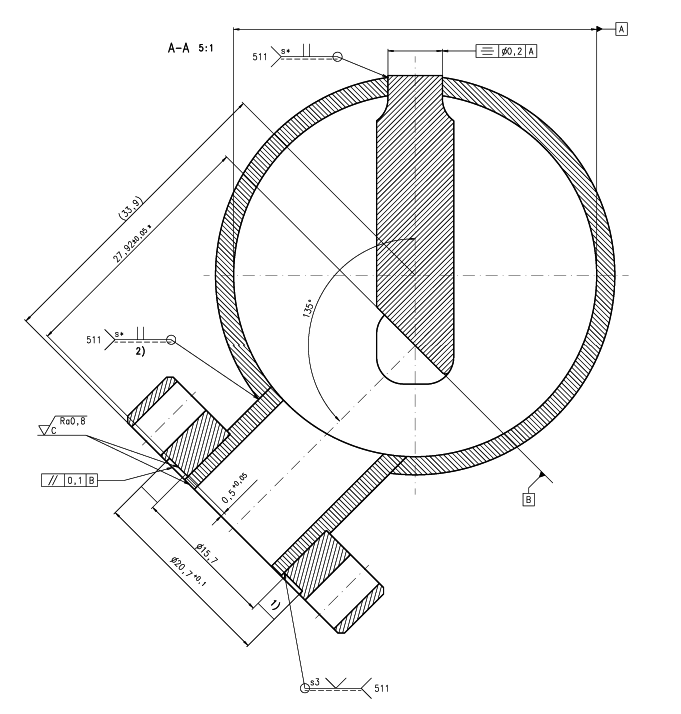 A
A-A 5:1
511 s* ||
⌯ ø0,2 A
(33,9)
27,92±0,05*
135°
511 s* ||
2)
Ra0,8
C
// 0,1 B
0,5+0,05
B
ø15,7
ø20,7+0,1
1)
s3 511